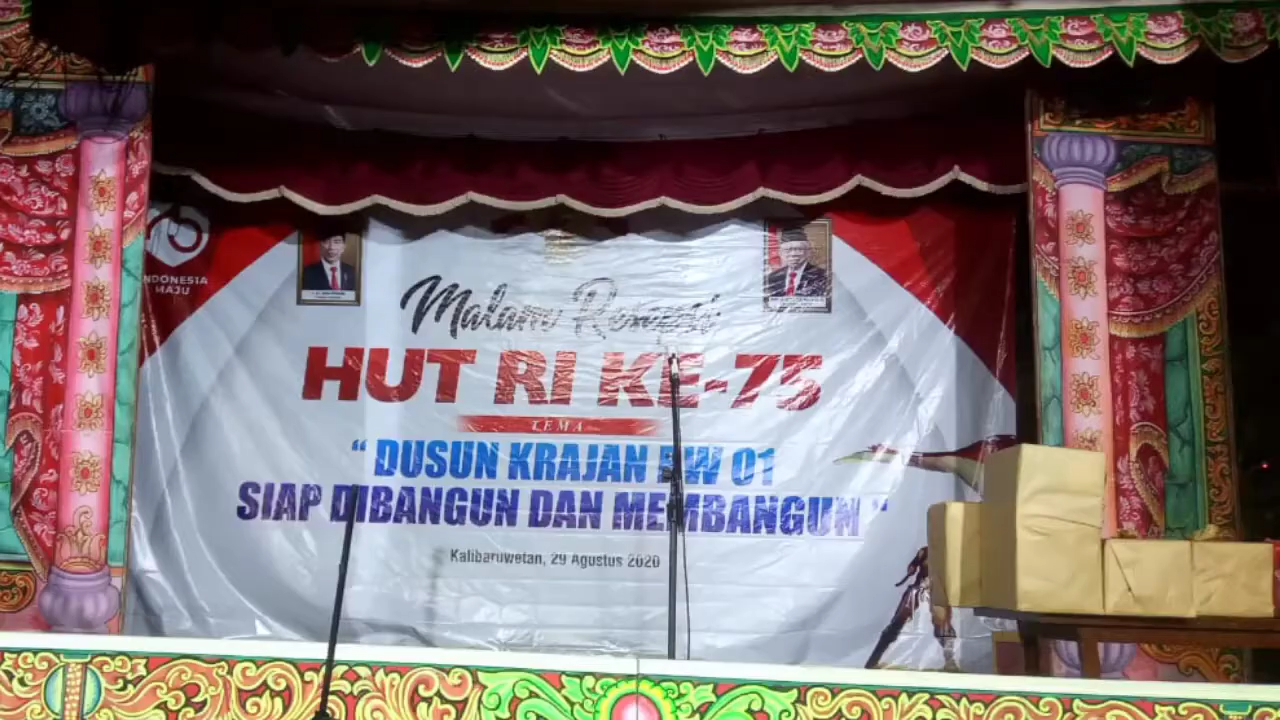 INDONESIA
MAJU
Malam Resepsi
HUT RI KE-75
TEMA
" DUSUN KRAJAN RW 01
SIAP DIBANGUN DAN MEMBANGUN "
Kalibaruwetan, 29 Agustus 2020